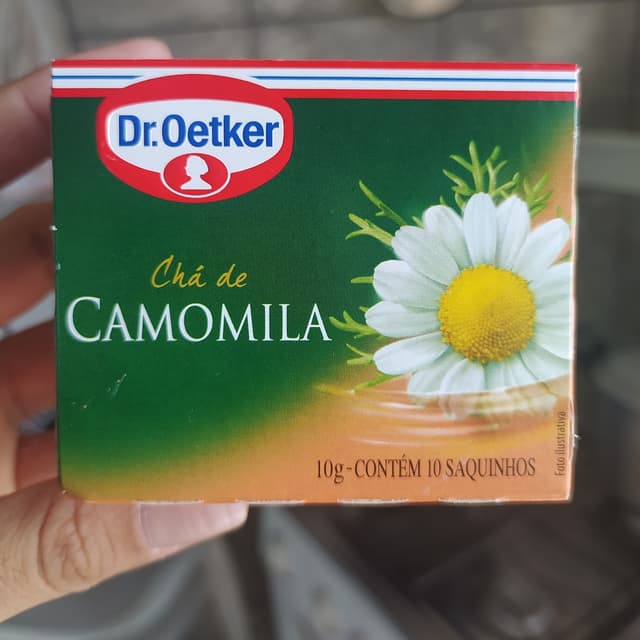 Dr.Oetker
Chá de
CAMOMILA
10g-CONTÉM 10 SAQUINHOS
Foto ilustrativa